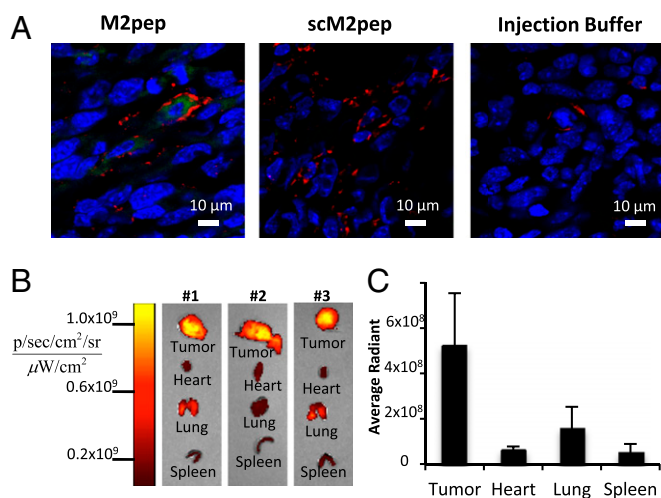 A
M2pep
scM2pep
Injection Buffer
10 µm
10 µm
10 µm
B
#1
#2
#3
p/sec/cm²/sr
µW/cm²
1.0x10⁹
0.6x10⁹
0.2x10⁹
Tumor
Heart
Lung
Spleen
Tumor
Heart
Lung
Spleen
Tumor
Heart
Lung
Spleen
C
Average Radiant
6x10⁸
4x10⁸
2x10⁸
0
Tumor
Heart
Lung
Spleen